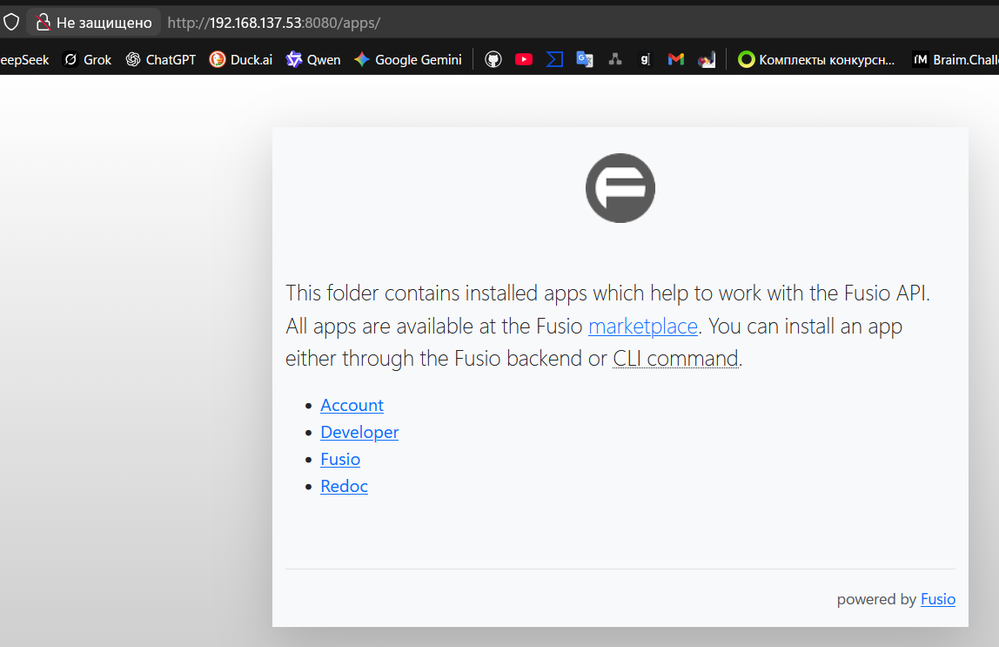 Не защищено http://192.168.137.53:8080/apps/
eepSeek Grok ChatGPT Duck.ai Qwen Google Gemini g Комплекты конкурсн... ІM Braim.Chall
This folder contains installed apps which help to work with the Fusio API.
All apps are available at the Fusio marketplace. You can install an app
either through the Fusio backend or CLI command.
Account
Developer
Fusio
Redoc
powered by Fusio